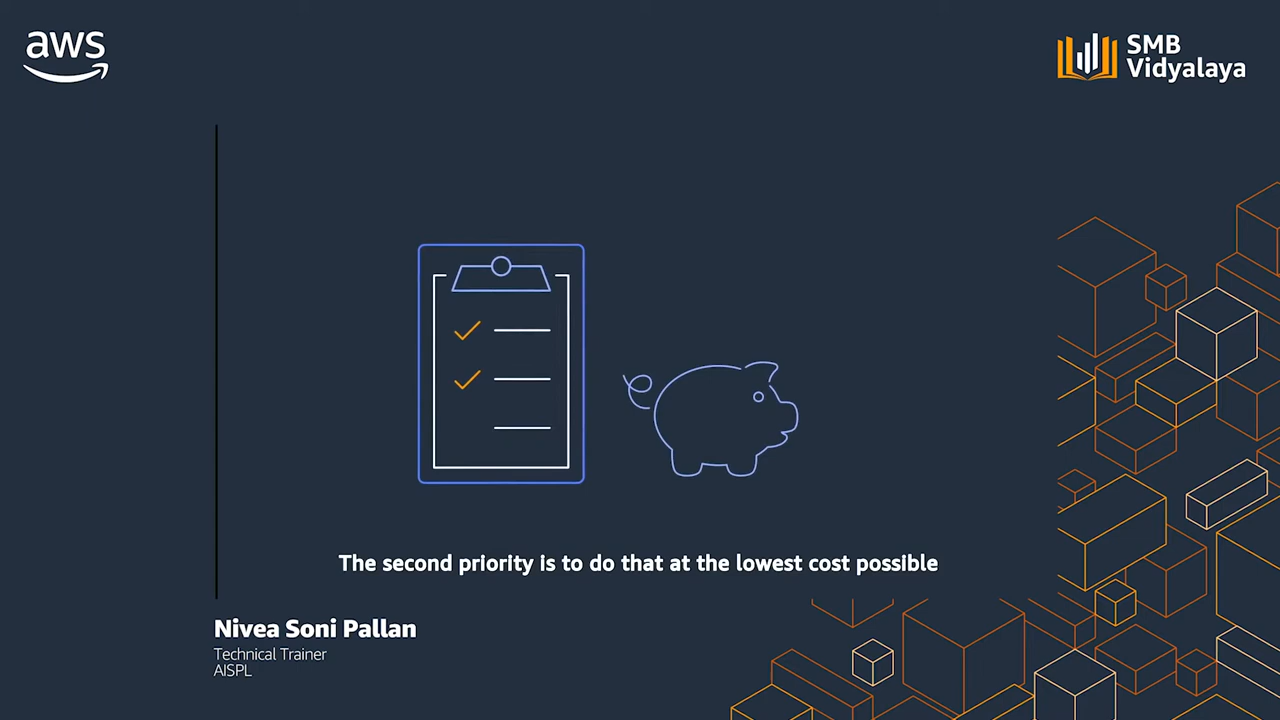 aws
SMB
Vidyalaya
The second priority is to do that at the lowest cost possible
Nivea Soni Pallan
Technical Trainer
AISPL